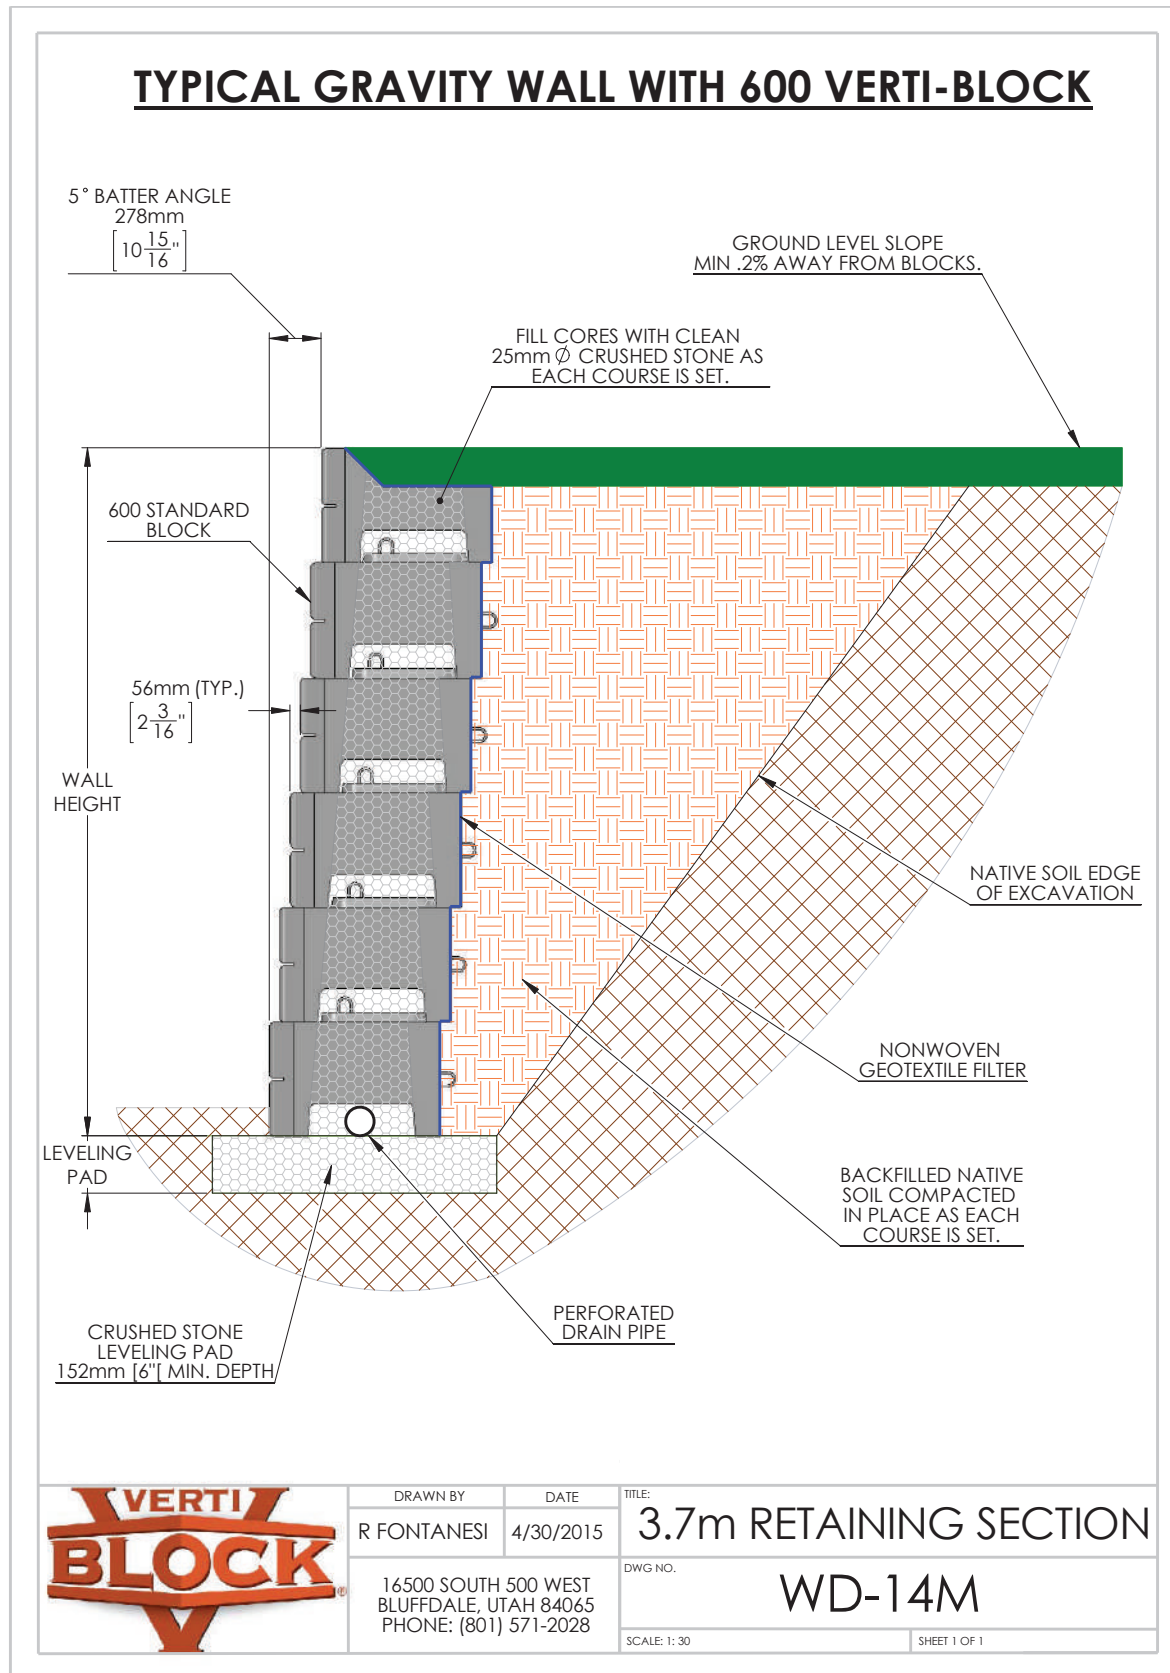 TYPICAL GRAVITY WALL WITH 600 VERTI-BLOCK
5° BATTER ANGLE
278mm
[10 15/16"]
GROUND LEVEL SLOPE
MIN .2% AWAY FROM BLOCKS.
FILL CORES WITH CLEAN
25mm Ø CRUSHED STONE AS
EACH COURSE IS SET.
600 STANDARD
BLOCK
56mm (TYP.)
[2 3/16"]
WALL
HEIGHT
NATIVE SOIL EDGE
OF EXCAVATION
NONWOVEN
GEOTEXTILE FILTER
LEVELING
PAD
BACKFILLED NATIVE
SOIL COMPACTED
IN PLACE AS EACH
COURSE IS SET.
PERFORATED
DRAIN PIPE
CRUSHED STONE
LEVELING PAD
152mm [6"[ MIN. DEPTH
VERTI
BLOCK
®
DRAWN BY
R FONTANESI
DATE
4/30/2015
16500 SOUTH 500 WEST
BLUFFDALE, UTAH 84065
PHONE: (801) 571-2028
TITLE:
3.7m RETAINING SECTION
DWG NO.
WD-14M
SCALE: 1: 30
SHEET 1 OF 1